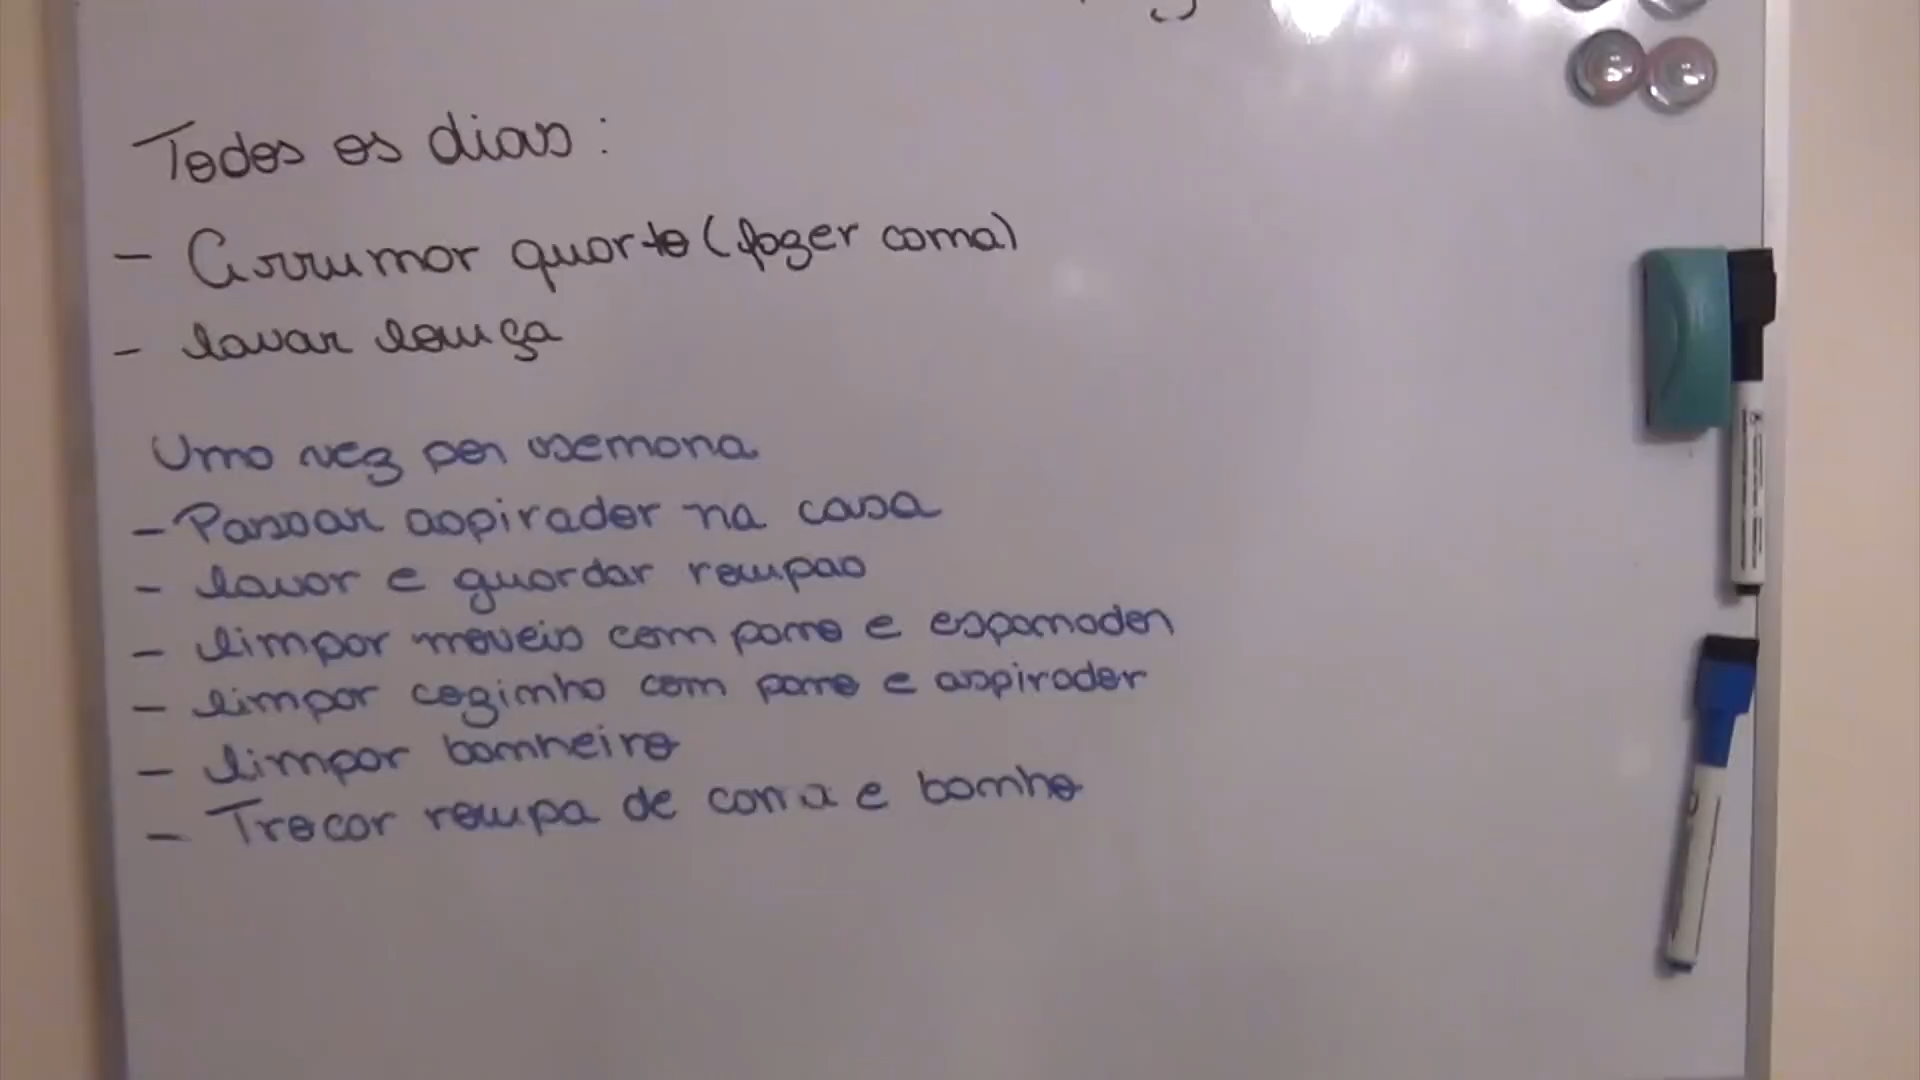 Todos os dias:
- Arrumar quarto (fazer cama)
- lavar louça
Uma vez por semana
- Passar aspirador na casa
- lavar e guardar roupas
- limpar moveis com pano e espanador
- limpar cozinha com pano e aspirador
- limpar banheiro
- Trocar roupa de cama e banho